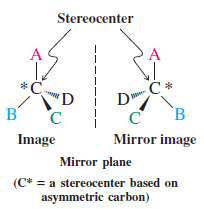 Stereocenter
A A
*C D D C*
B C C B
Image Mirror image
Mirror plane
(C* = a stereocenter based on
asymmetric carbon)